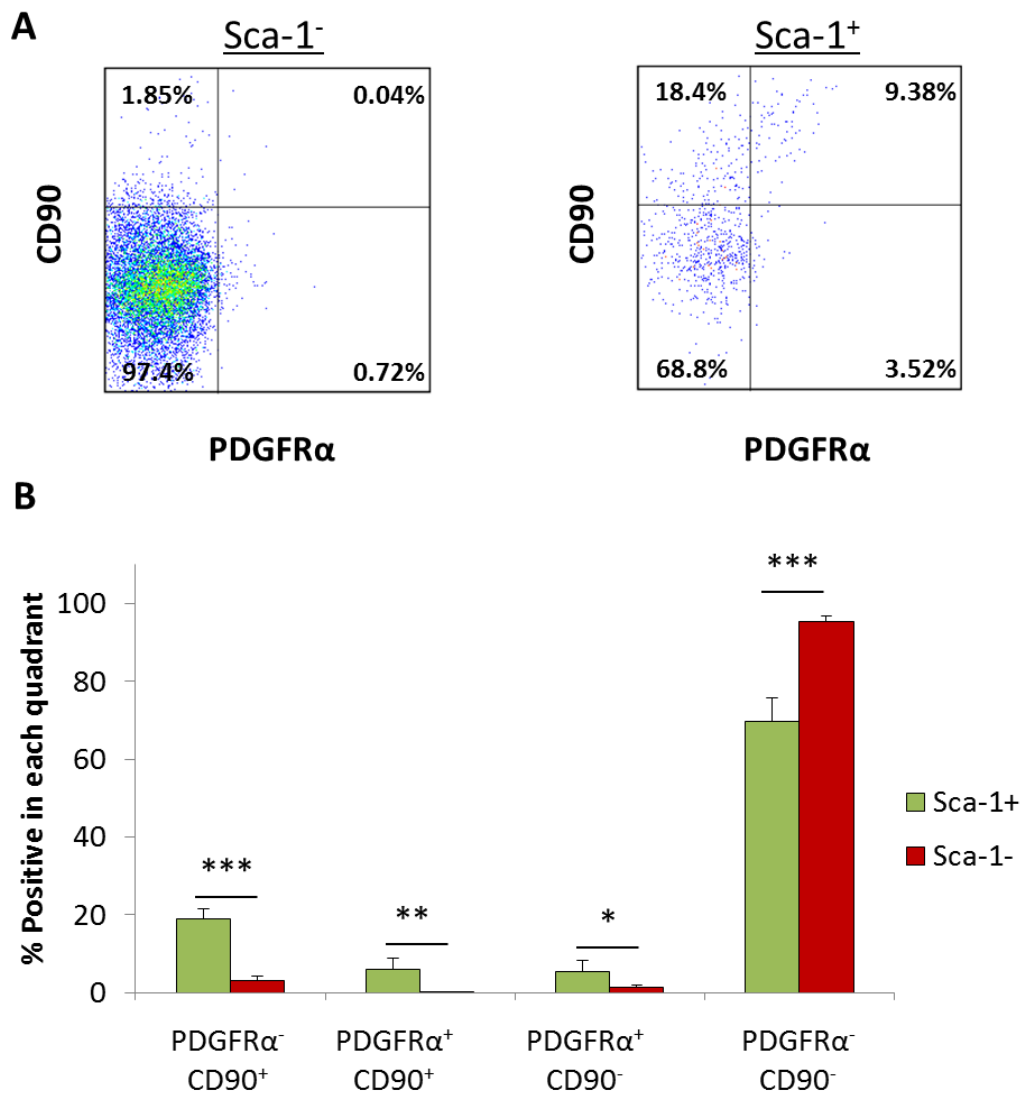 A
Sca-1⁻
Sca-1⁺
1.85%
0.04%
97.4%
0.72%
CD90
PDGFRα
18.4%
9.38%
68.8%
3.52%
CD90
PDGFRα
B
% Positive in each quadrant
100
80
60
40
20
0
***
**
*
***
PDGFRα⁻
CD90⁺
PDGFRα⁺
CD90⁺
PDGFRα⁺
CD90⁻
PDGFRα⁻
CD90⁻
Sca-1+
Sca-1-